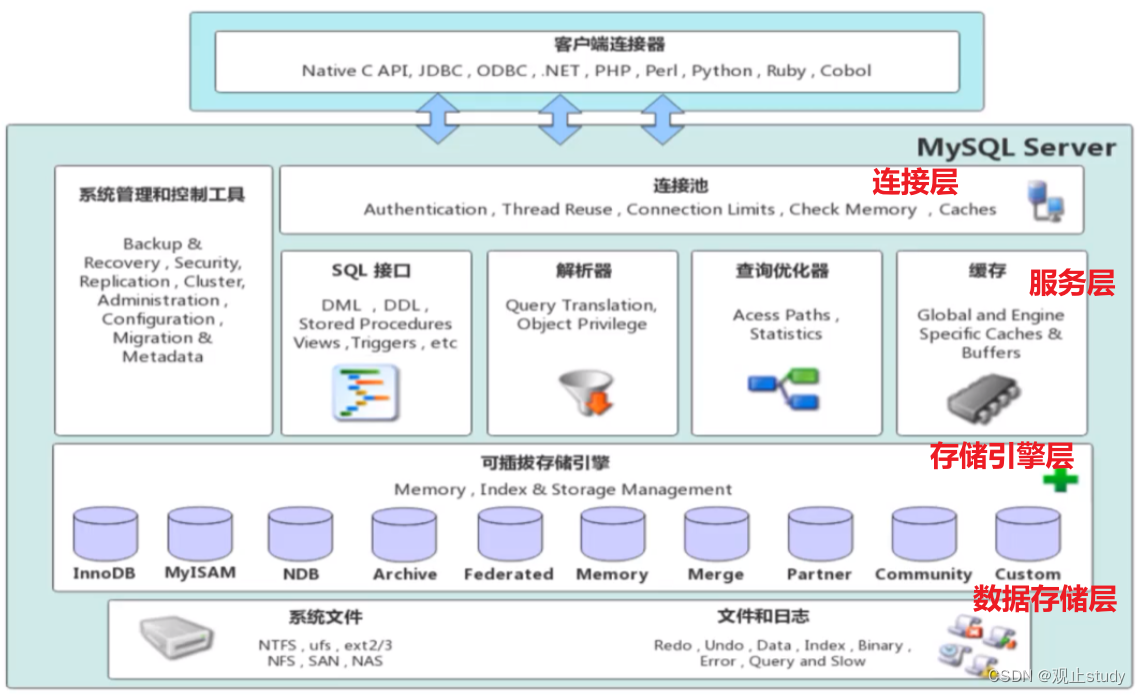 客户端连接器
Native C API, JDBC , ODBC , .NET , PHP , Perl , Python , Ruby , Cobol
MySQL Server
连接层
连接池
Authentication , Thread Reuse , Connection Limits , Check Memory , Caches
系统管理和控制工具
Backup &
Recovery , Security,
Replication , Cluster,
Administration ,
Configuration ,
Migration &
Metadata
服务层
SQL 接口
DML , DDL ,
Stored Procedures
Views ,Triggers , etc
解析器
Query Translation,
Object Privilege
查询优化器
Acess Paths ,
Statistics
缓存
Global and Engine
Specific Caches &
Buffers
存储引擎层
可插拔存储引擎
Memory , Index & Storage Management
InnoDB
MyISAM
NDB
Archive
Federated
Memory
Merge
Partner
Community
Custom
数据存储层
系统文件
NTFS , ufs , ext2/3
NFS , SAN , NAS
文件和日志
Redo , Undo , Data , Index , Binary ,
Error , Query and Slow
CSDN @观止study